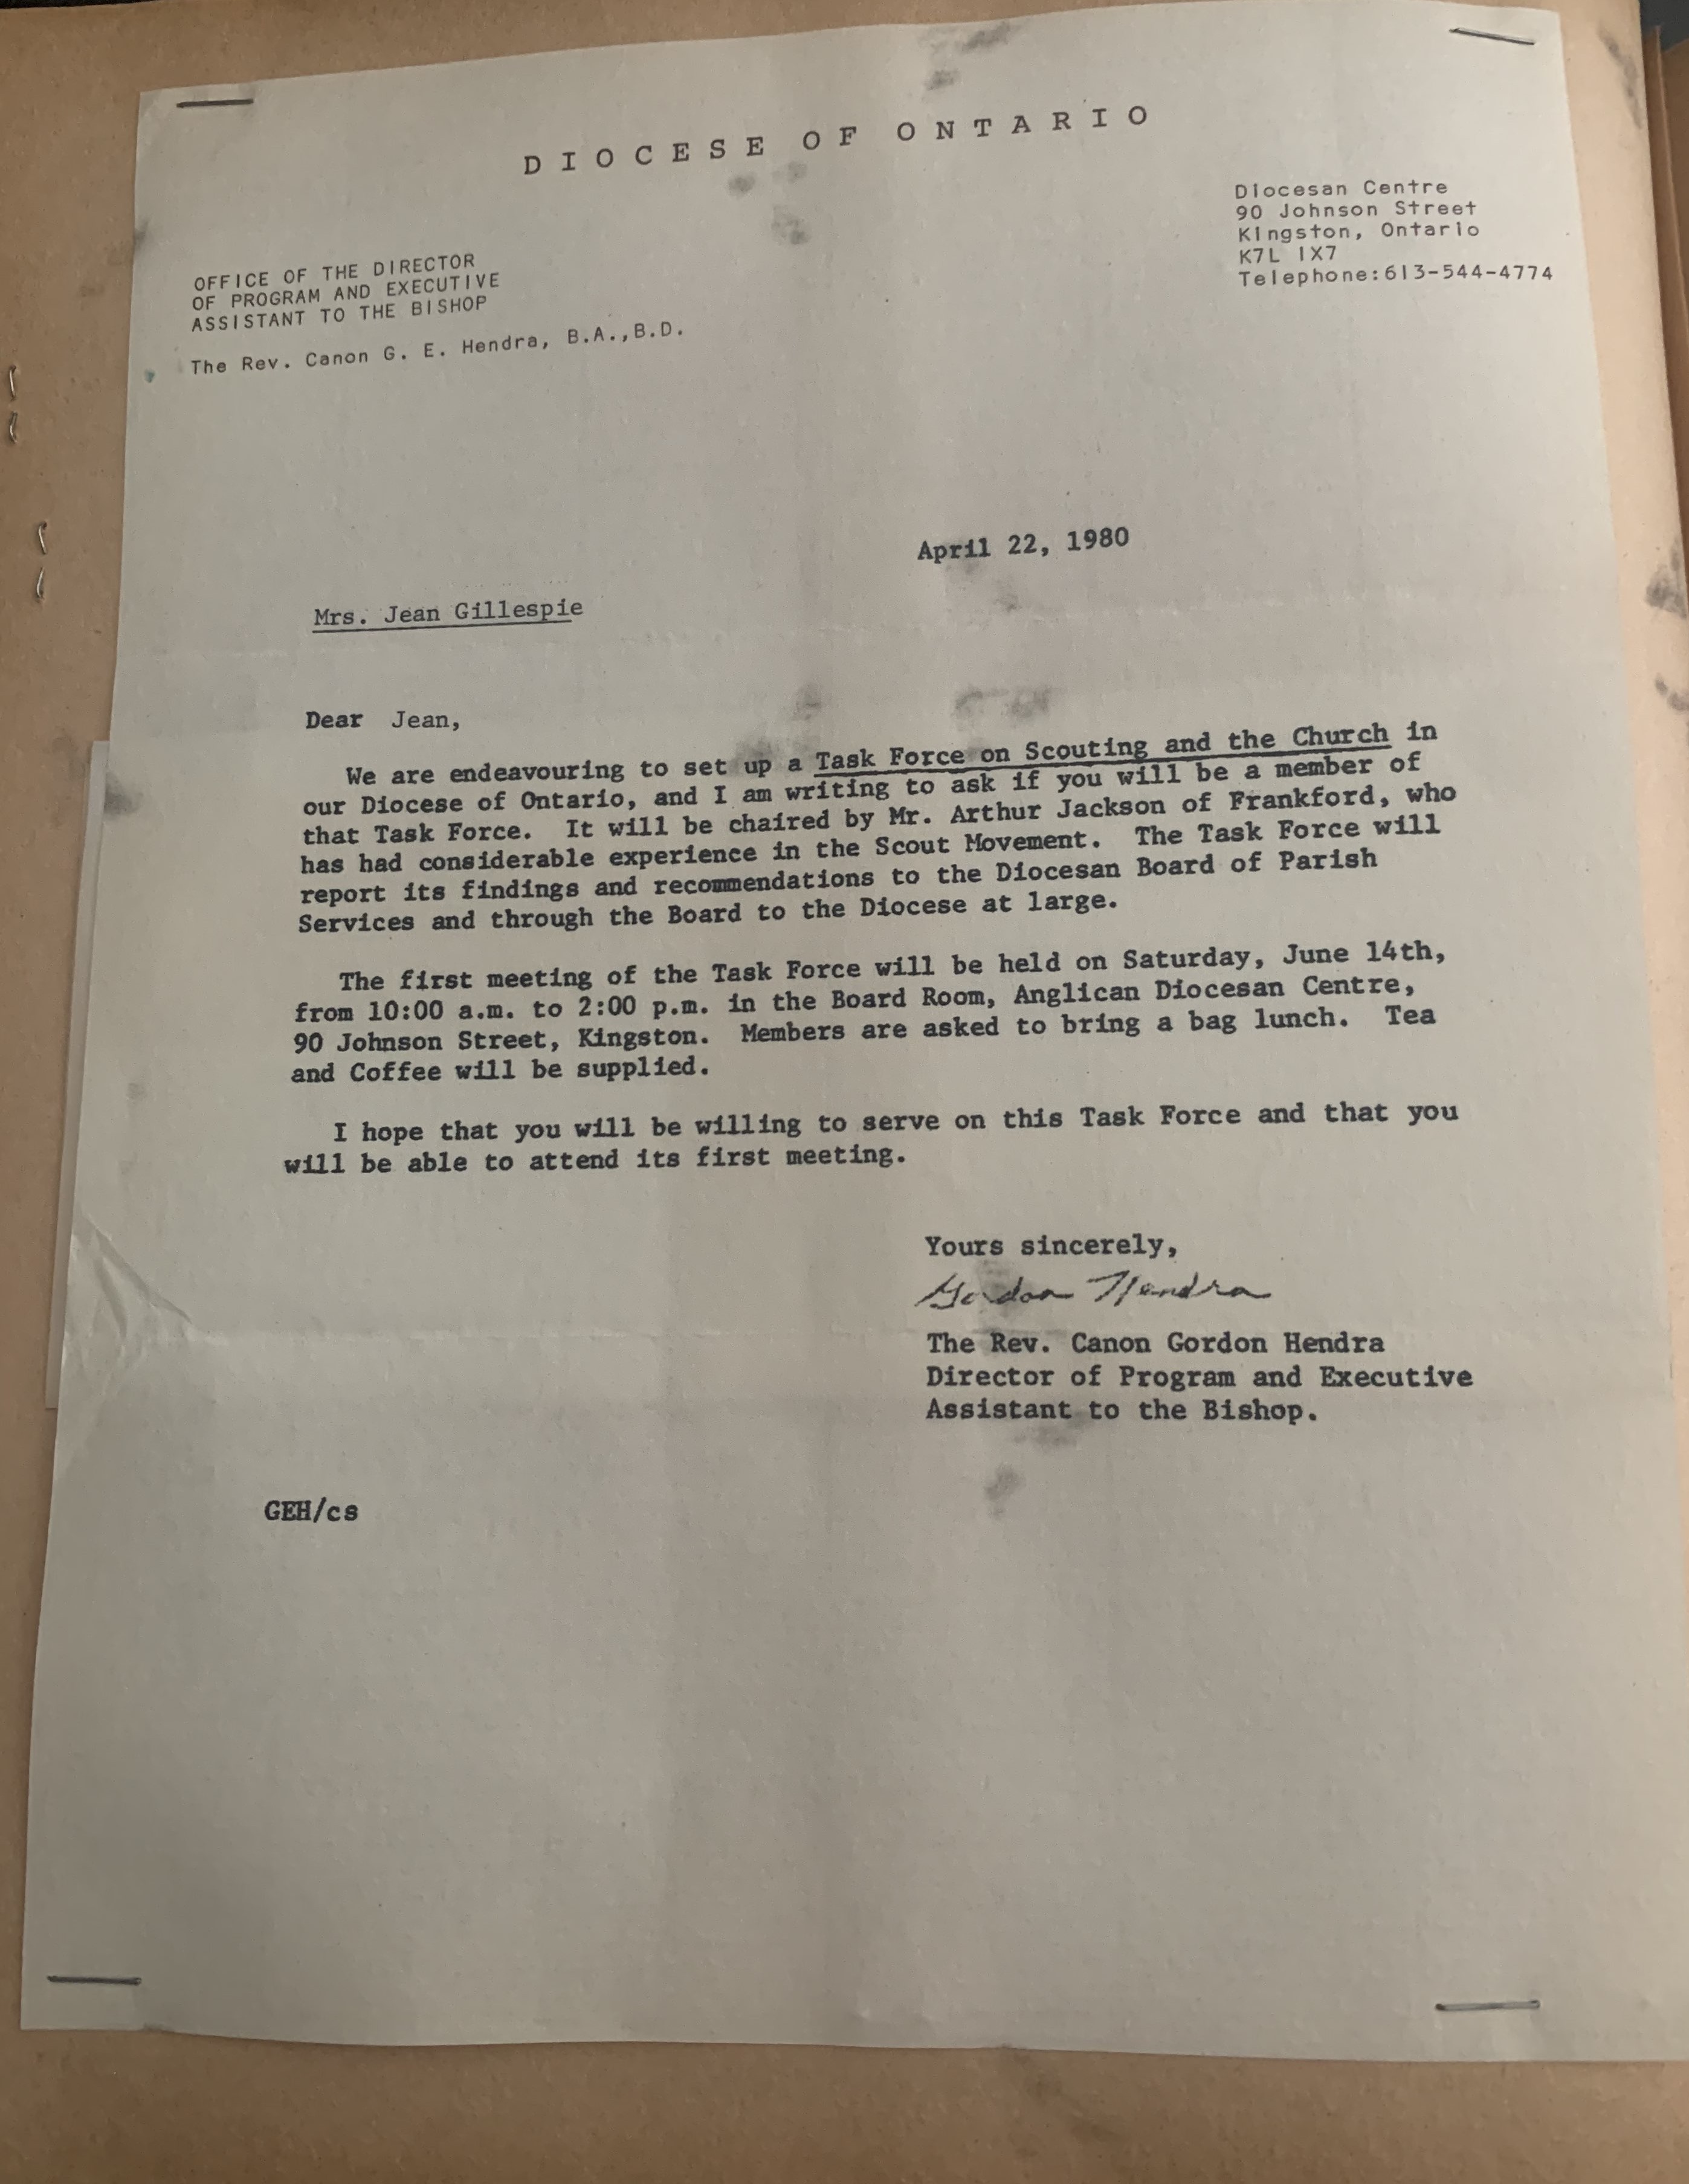 DIOCESE OF ONTARIO
Diocesan Centre
90 Johnson Street
Kingston, Ontario
K7L 1X7
Telephone:613-544-4774
OFFICE OF THE DIRECTOR
OF PROGRAM AND EXECUTIVE
ASSISTANT TO THE BISHOP
The Rev. Canon G. E. Hendra, B.A.,B.D.
April 22, 1980
Mrs. Jean Gillespie
Dear Jean,
We are endeavouring to set up a Task Force on Scouting and the Church in
our Diocese of Ontario, and I am writing to ask if you will be a member of
that Task Force. It will be chaired by Mr. Arthur Jackson of Frankford, who
has had considerable experience in the Scout Movement. The Task Force will
report its findings and recommendations to the Diocesan Board of Parish
Services and through the Board to the Diocese at large.
The first meeting of the Task Force will be held on Saturday, June 14th,
from 10:00 a.m. to 2:00 p.m. in the Board Room, Anglican Diocesan Centre,
90 Johnson Street, Kingston. Members are asked to bring a bag lunch. Tea
and Coffee will be supplied.
I hope that you will be willing to serve on this Task Force and that you
will be able to attend its first meeting.
Yours sincerely,
Gordon Hendra
The Rev. Canon Gordon Hendra
Director of Program and Executive
Assistant to the Bishop.
GEH/cs